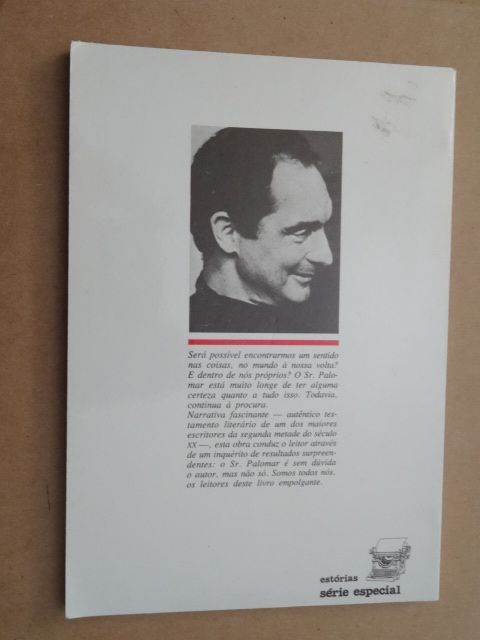 Será possível encontrarmos um sentido
nas coisas, no mundo à nossa volta?
E dentro de nós próprios? O Sr. Palo-
mar está muito longe de ter alguma
certeza quanto a tudo isso. Todavia,
continua à procura.
Narrativa fascinante — autêntico tes-
tamento literário de um dos maiores
escritores da segunda metade do século
XX —, esta obra conduz o leitor através
de um inquérito de resultados surpreen-
dentes: o Sr. Palomar é sem dúvida
o autor, mas não só. Somos todos nós,
os leitores deste livro empolgante.
estórias
série especial